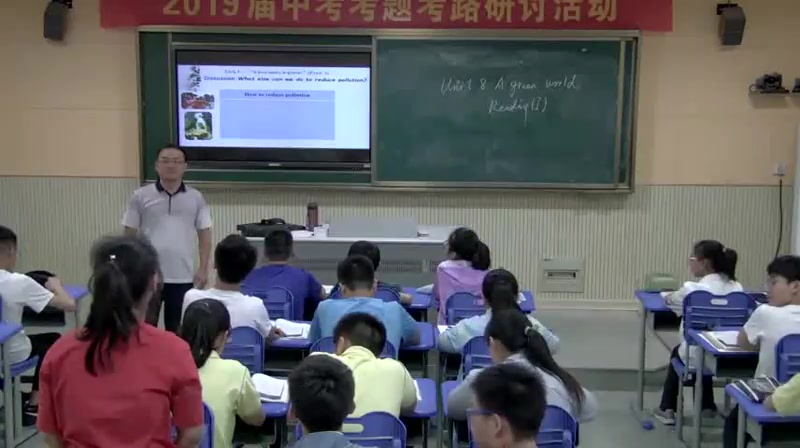 2019届中考考题考路研讨活动
Discussion: What else can we do to reduce pollution?
How to reduce pollution
Unit 8 A green world
Reading (I)